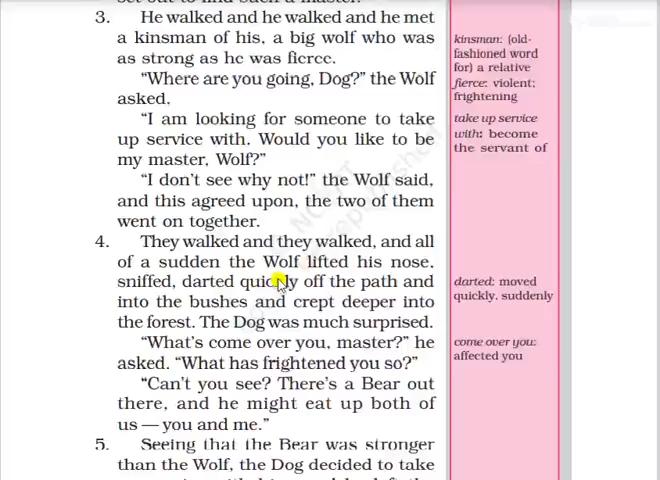 3. He walked and he walked and he met
a kinsman of his, a big wolf who was
as strong as he was fierce.
"Where are you going, Dog?" the Wolf
asked.
"I am looking for someone to take
up service with. Would you like to be
my master, Wolf?"
"I don't see why not!" the Wolf said,
and this agreed upon, the two of them
went on together.
4. They walked and they walked, and all
of a sudden the Wolf lifted his nose,
sniffed, darted quickly off the path and
into the bushes and crept deeper into
the forest. The Dog was much surprised.
"What's come over you, master?" he
asked. "What has frightened you so?"
"Can't you see? There's a Bear out
there, and he might eat up both of
us — you and me."
5. Seeing that the Bear was stronger
than the Wolf, the Dog decided to take
kinsman: (old-
fashioned word
for) a relative
fierce: violent;
frightening
take up service
with: become
the servant of
darted: moved
quickly, suddenly
come over you:
affected you